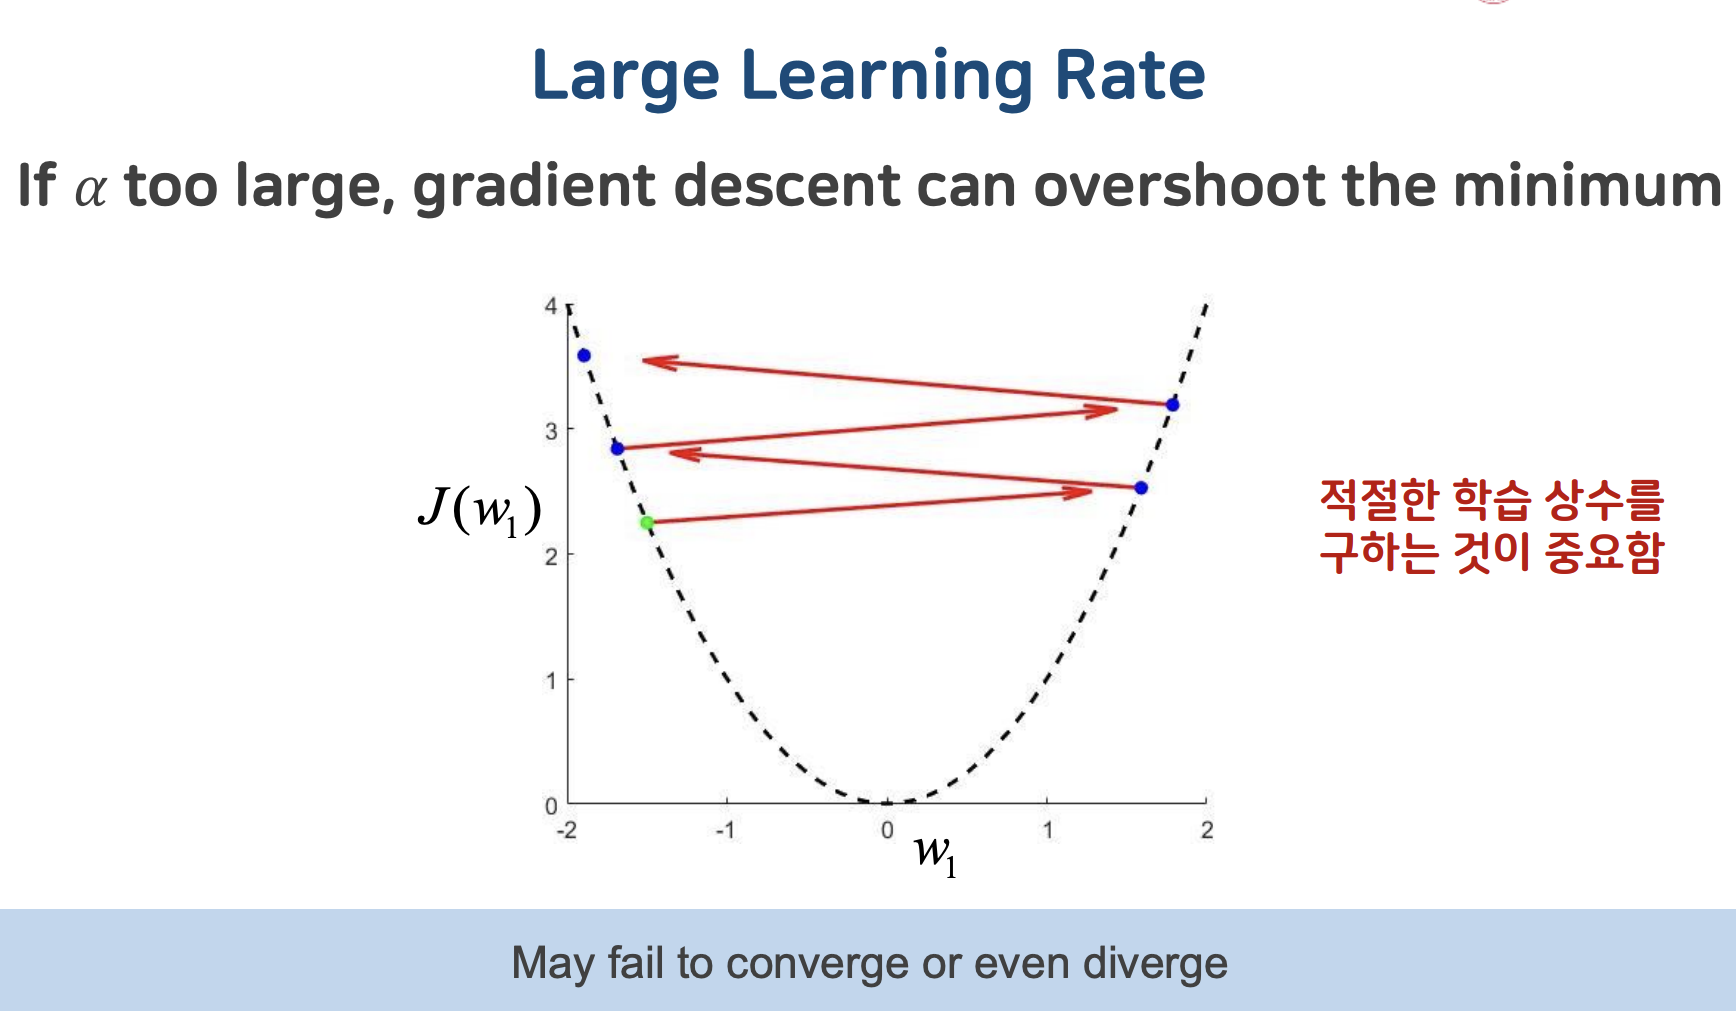 Large Learning Rate
If α too large, gradient descent can overshoot the minimum
4
3
J(w₁)
2
1
0
-2 -1 0 1 2
w₁
적절한 학습 상수를
구하는 것이 중요함
May fail to converge or even diverge